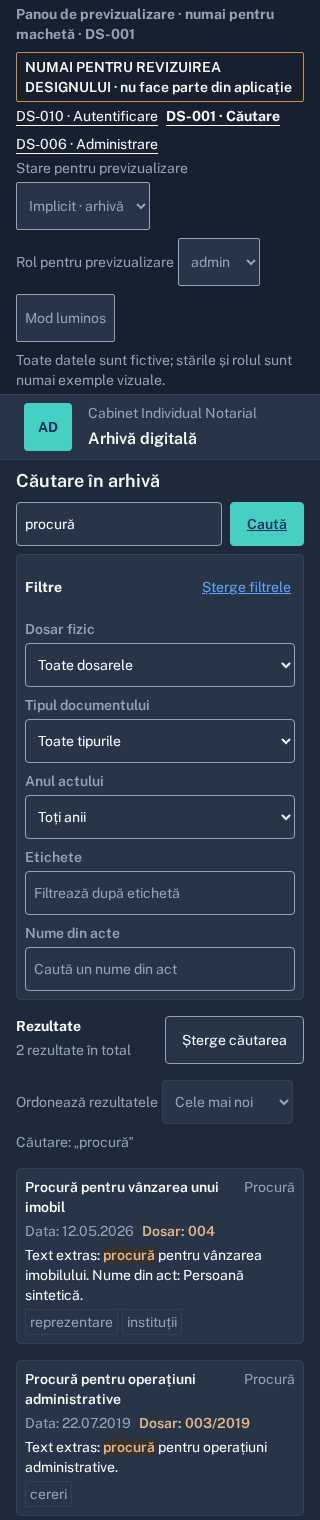 Panou de previzualizare · numai pentru
machetă · DS-001
NUMAI PENTRU REVIZUIREA
DESIGNULUI · nu face parte din aplicație
DS-010 · Autentificare DS-001 · Căutare
DS-006 · Administrare
Stare pentru previzualizare
Implicit · arhivă
Rol pentru previzualizare admin
Mod luminos
Toate datele sunt fictive; stările și rolul sunt
numai exemple vizuale.
AD
Cabinet Individual Notarial
Arhivă digitală
Căutare în arhivă
procură Caută
Filtre Șterge filtrele
Dosar fizic
Toate dosarele
Tipul documentului
Toate tipurile
Anul actului
Toți anii
Etichete
Filtrează după etichetă
Nume din acte
Caută un nume din act
Rezultate
2 rezultate în total
Șterge căutarea
Ordonează rezultatele Cele mai noi
Căutare: „procură”
Procură pentru vânzarea unui Procură
imobil
Data: 12.05.2026 Dosar: 004
Text extras: procură pentru vânzarea
imobilului. Nume din act: Persoană
sintetică.
reprezentare instituții
Procură pentru operațiuni Procură
administrative
Data: 22.07.2019 Dosar: 003/2019
Text extras: procură pentru operațiuni
administrative.
cereri